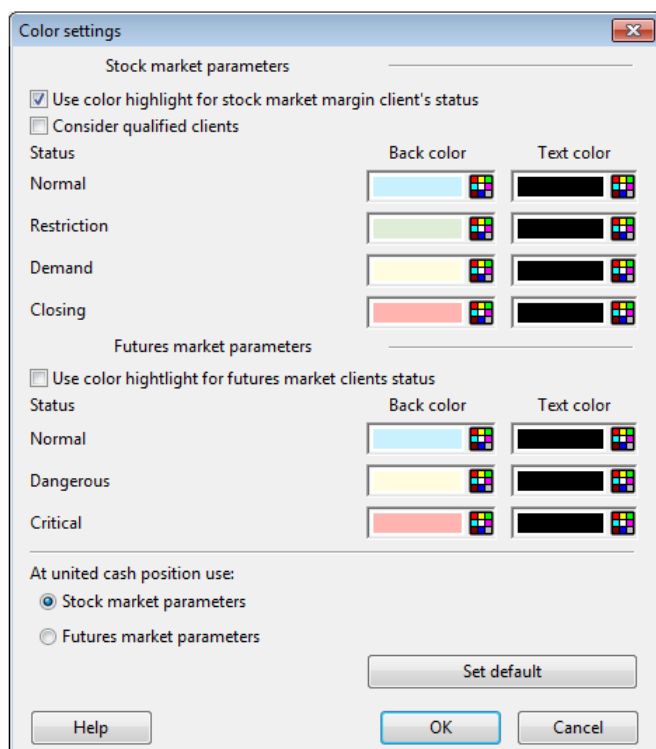 Color settings
Stock market parameters
Use color highlight for stock market margin client's status
Consider qualified clients
Status Back color Text color
Normal
Restriction
Demand
Closing
Futures market parameters
Use color hightlight for futures market clients status
Status Back color Text color
Normal
Dangerous
Critical
At united cash position use:
Stock market parameters
Futures market parameters
Set default
Help OK Cancel